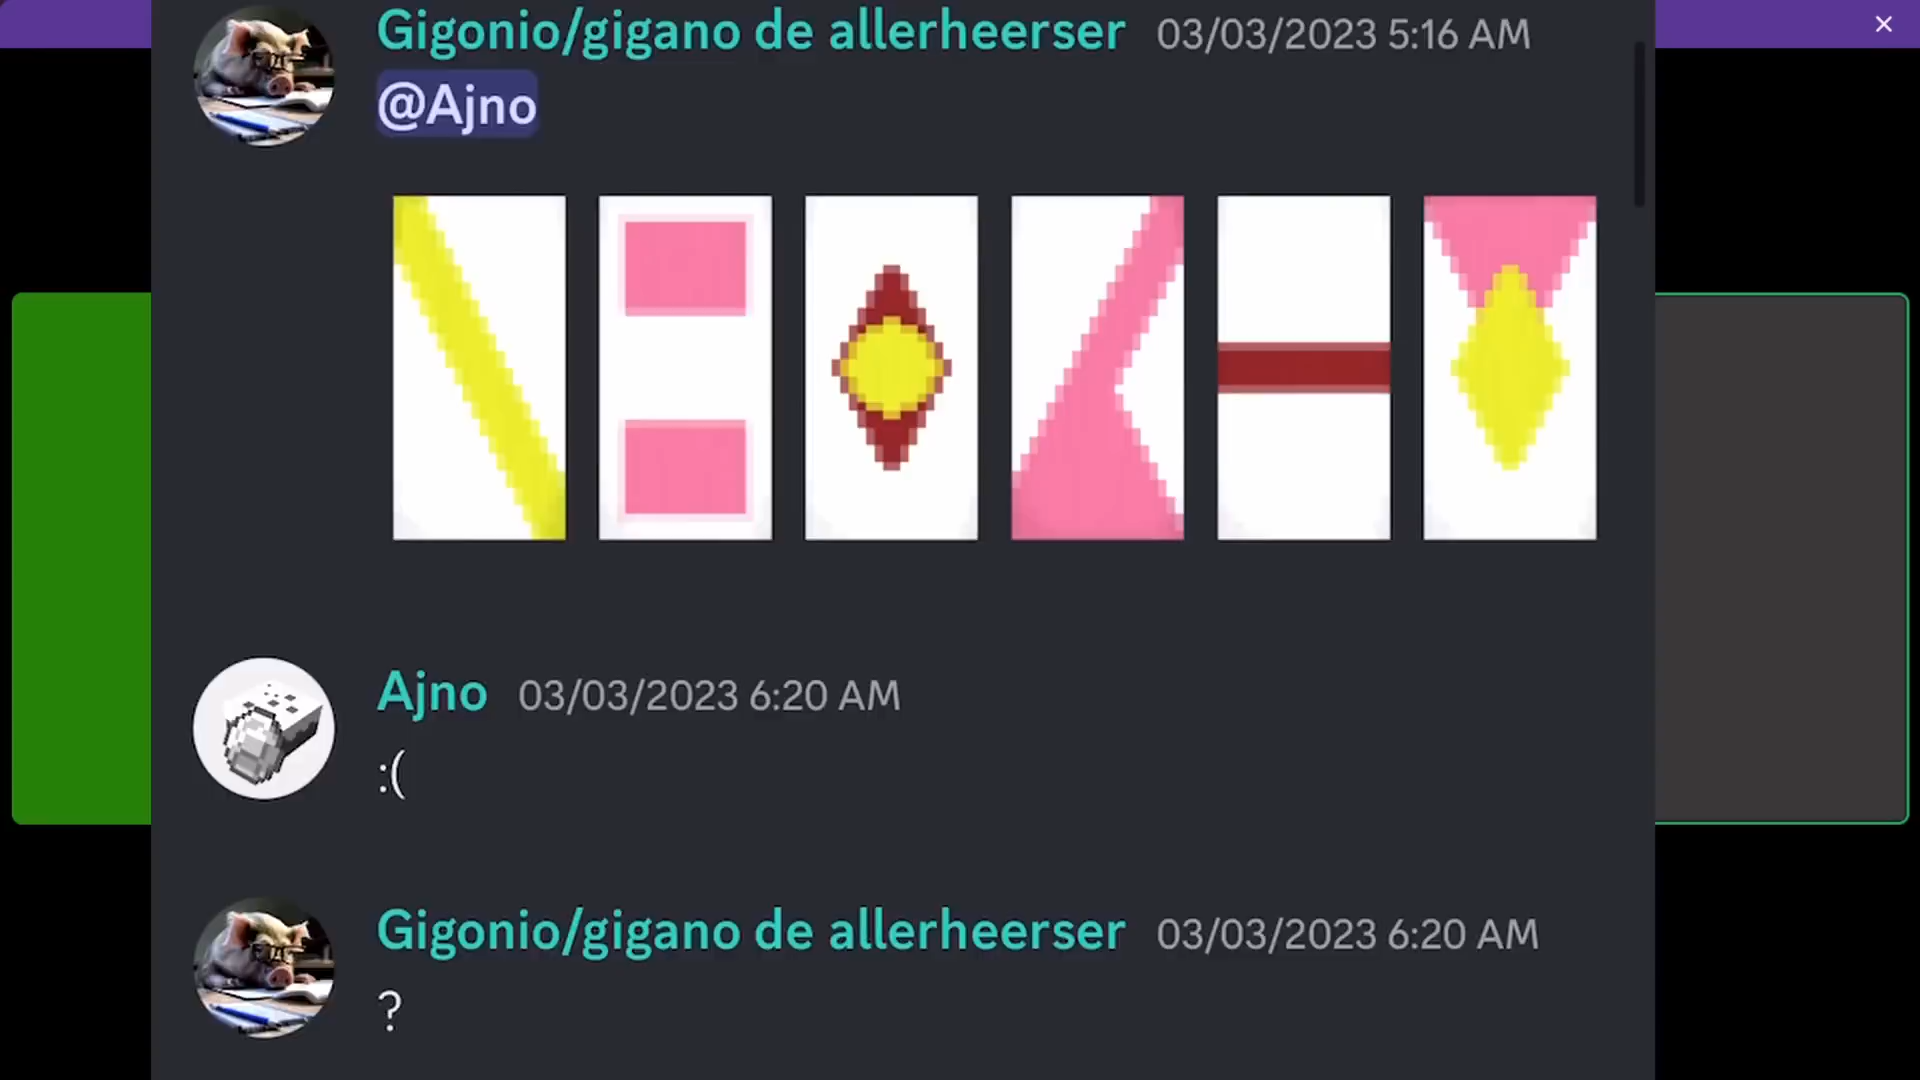 Gigonio/gigano de allerheerser 03/03/2023 5:16 AM
@Ajno
Ajno 03/03/2023 6:20 AM
:(
Gigonio/gigano de allerheerser 03/03/2023 6:20 AM
?